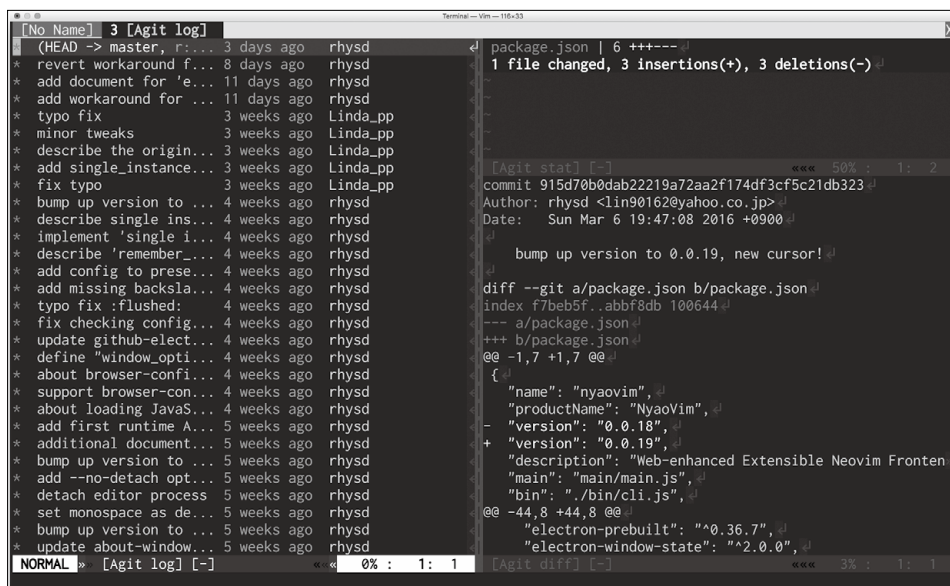 Terminal — Vim — 116×33
[No Name] 3 [Agit log]
* (HEAD -> master, r:... 3 days ago rhysd
* revert workaround f... 8 days ago rhysd
* add document for 'e... 11 days ago rhysd
* add workaround for ... 11 days ago rhysd
* typo fix 3 weeks ago Linda_pp
* minor tweaks 3 weeks ago Linda_pp
* describe the origin... 3 weeks ago Linda_pp
* add single_instance... 3 weeks ago Linda_pp
* fix typo 3 weeks ago Linda_pp
* bump up version to ... 4 weeks ago rhysd
* describe single ins... 4 weeks ago rhysd
* implement 'single i... 4 weeks ago rhysd
* describe 'remember_... 4 weeks ago rhysd
* add config to prese... 4 weeks ago rhysd
* add missing backsla... 4 weeks ago rhysd
* typo fix :flushed: 4 weeks ago rhysd
* fix checking config... 4 weeks ago rhysd
* update github-elect... 4 weeks ago rhysd
* define "window_opti... 4 weeks ago rhysd
* about browser-confi... 4 weeks ago rhysd
* support browser-con... 4 weeks ago rhysd
* about loading JavaS... 4 weeks ago rhysd
* add first runtime A... 5 weeks ago rhysd
* additional document... 5 weeks ago rhysd
* bump up version to ... 5 weeks ago rhysd
* add --no-detach opt... 5 weeks ago rhysd
* detach editor process 5 weeks ago rhysd
* set monospace as de... 5 weeks ago rhysd
* bump up version to ... 5 weeks ago rhysd
* update about-window... 5 weeks ago rhysd
NORMAL » [Agit log] [-] «« 0% : 1: 1
package.json | 6 +++---
1 file changed, 3 insertions(+), 3 deletions(-)
~
~
~
~
~
[Agit stat] [-] ««« 50% : 1: 2
commit 915d70b0dab22219a72aa2f174df3cf5c21db323
Author: rhysd <lin90162@yahoo.co.jp>
Date: Sun Mar 6 19:47:08 2016 +0900
bump up version to 0.0.19, new cursor!
diff --git a/package.json b/package.json
index f7beb5f..abbf8db 100644
--- a/package.json
+++ b/package.json
@@ -1,7 +1,7 @@
{
"name": "nyaovim",
"productName": "NyaoVim",
- "version": "0.0.18",
+ "version": "0.0.19",
"description": "Web-enhanced Extensible Neovim Fronten
"main": "main/main.js",
"bin": "./bin/cli.js",
@@ -44,8 +44,8 @@
"electron-prebuilt": "^0.36.7",
"electron-window-state": "^2.0.0",
[Agit diff] [-] ««« 3% : 1: 1